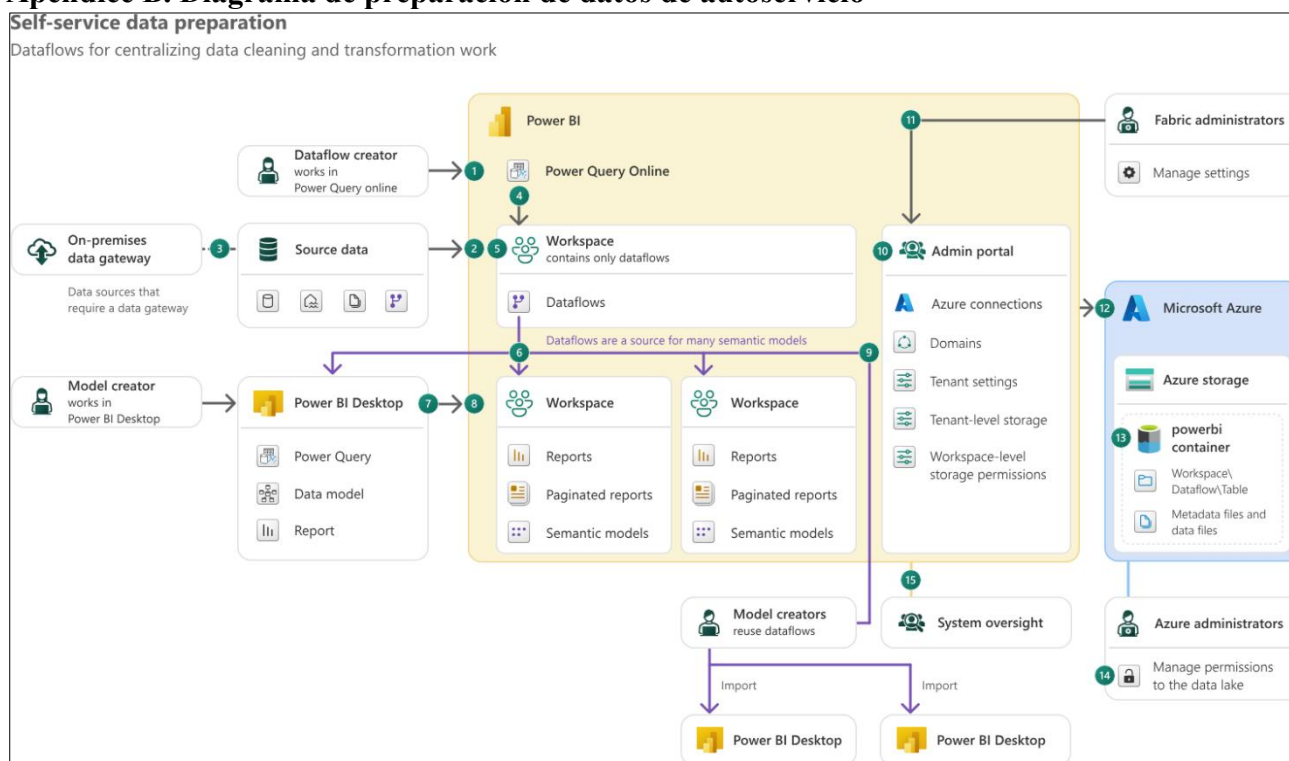 Apéndice B. Diagrama de preparación de datos de autoservicio
Self-service data preparation
Dataflows for centralizing data cleaning and transformation work
Power BI
11
Fabric administrators
Manage settings
Dataflow creator
works in
Power Query online
1
Power Query Online
4
On-premises
data gateway
3
Source data
2
5
Workspace
contains only dataflows
Dataflows
Data sources that
require a data gateway
10
Admin portal
Azure connections
Domains
Tenant settings
Tenant-level storage
Workspace-level
storage permissions
12
Microsoft Azure
Azure storage
13
powerbi
container
Workspace\
Dataflow\Table
Metadata files and
data files
6
Dataflows are a source for many semantic models
9
Model creator
works in
Power BI Desktop
Power BI Desktop
7
8
Power Query
Data model
Report
Workspace
Reports
Paginated reports
Semantic models
Workspace
Reports
Paginated reports
Semantic models
15
Model creators
reuse dataflows
System oversight
Azure administrators
14
Manage permissions
to the data lake
Import
Import
Power BI Desktop
Power BI Desktop